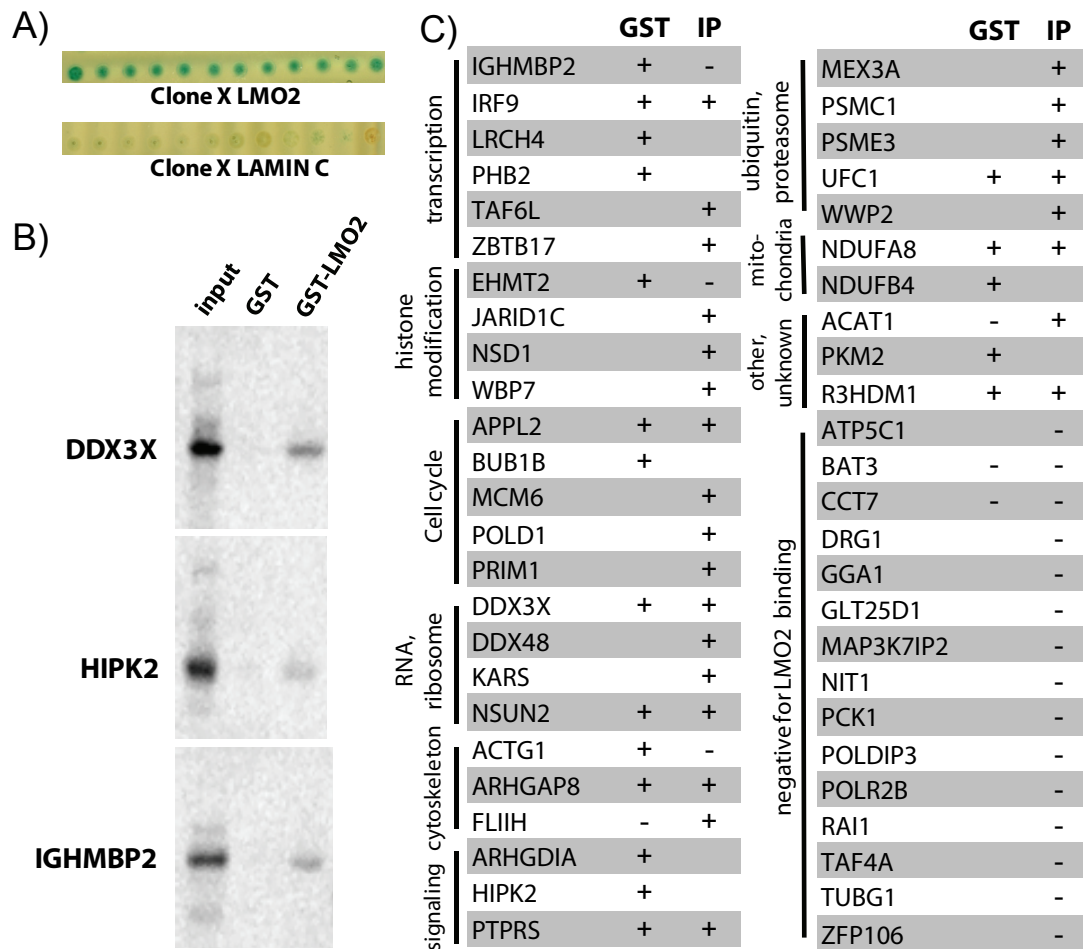 A)
Clone X LMO2
Clone X LAMIN C
B)
input GST GST-LMO2
DDX3X
HIPK2
IGHMBP2
C)
GST IP
transcription
IGHMBP2 + -
IRF9 + +
LRCH4 +
PHB2 +
TAF6L +
ZBTB17 +
histone
modification
EHMT2 + -
JARID1C +
NSD1 +
WBP7 +
Cell cycle
APPL2 + +
BUB1B +
MCM6 +
POLD1 +
PRIM1 +
RNA,
ribosome
DDX3X + +
DDX48 +
KARS +
NSUN2 + +
cytoskeleton
ACTG1 + -
ARHGAP8 + +
FLIIH - +
signaling
ARHGDIA +
HIPK2 +
PTPRS + +
GST IP
ubiquitin,
proteasome
MEX3A +
PSMC1 +
PSME3 +
UFC1 + +
WWP2 +
mito-
chondria
NDUFA8 + +
NDUFB4 +
other,
unknown
ACAT1 - +
PKM2 +
R3HDM1 + +
negative for LMO2 binding
ATP5C1 -
BAT3 - -
CCT7 - -
DRG1 -
GGA1 -
GLT25D1 -
MAP3K7IP2 -
NIT1 -
PCK1 -
POLDIP3 -
POLR2B -
RAI1 -
TAF4A -
TUBG1 -
ZFP106 -